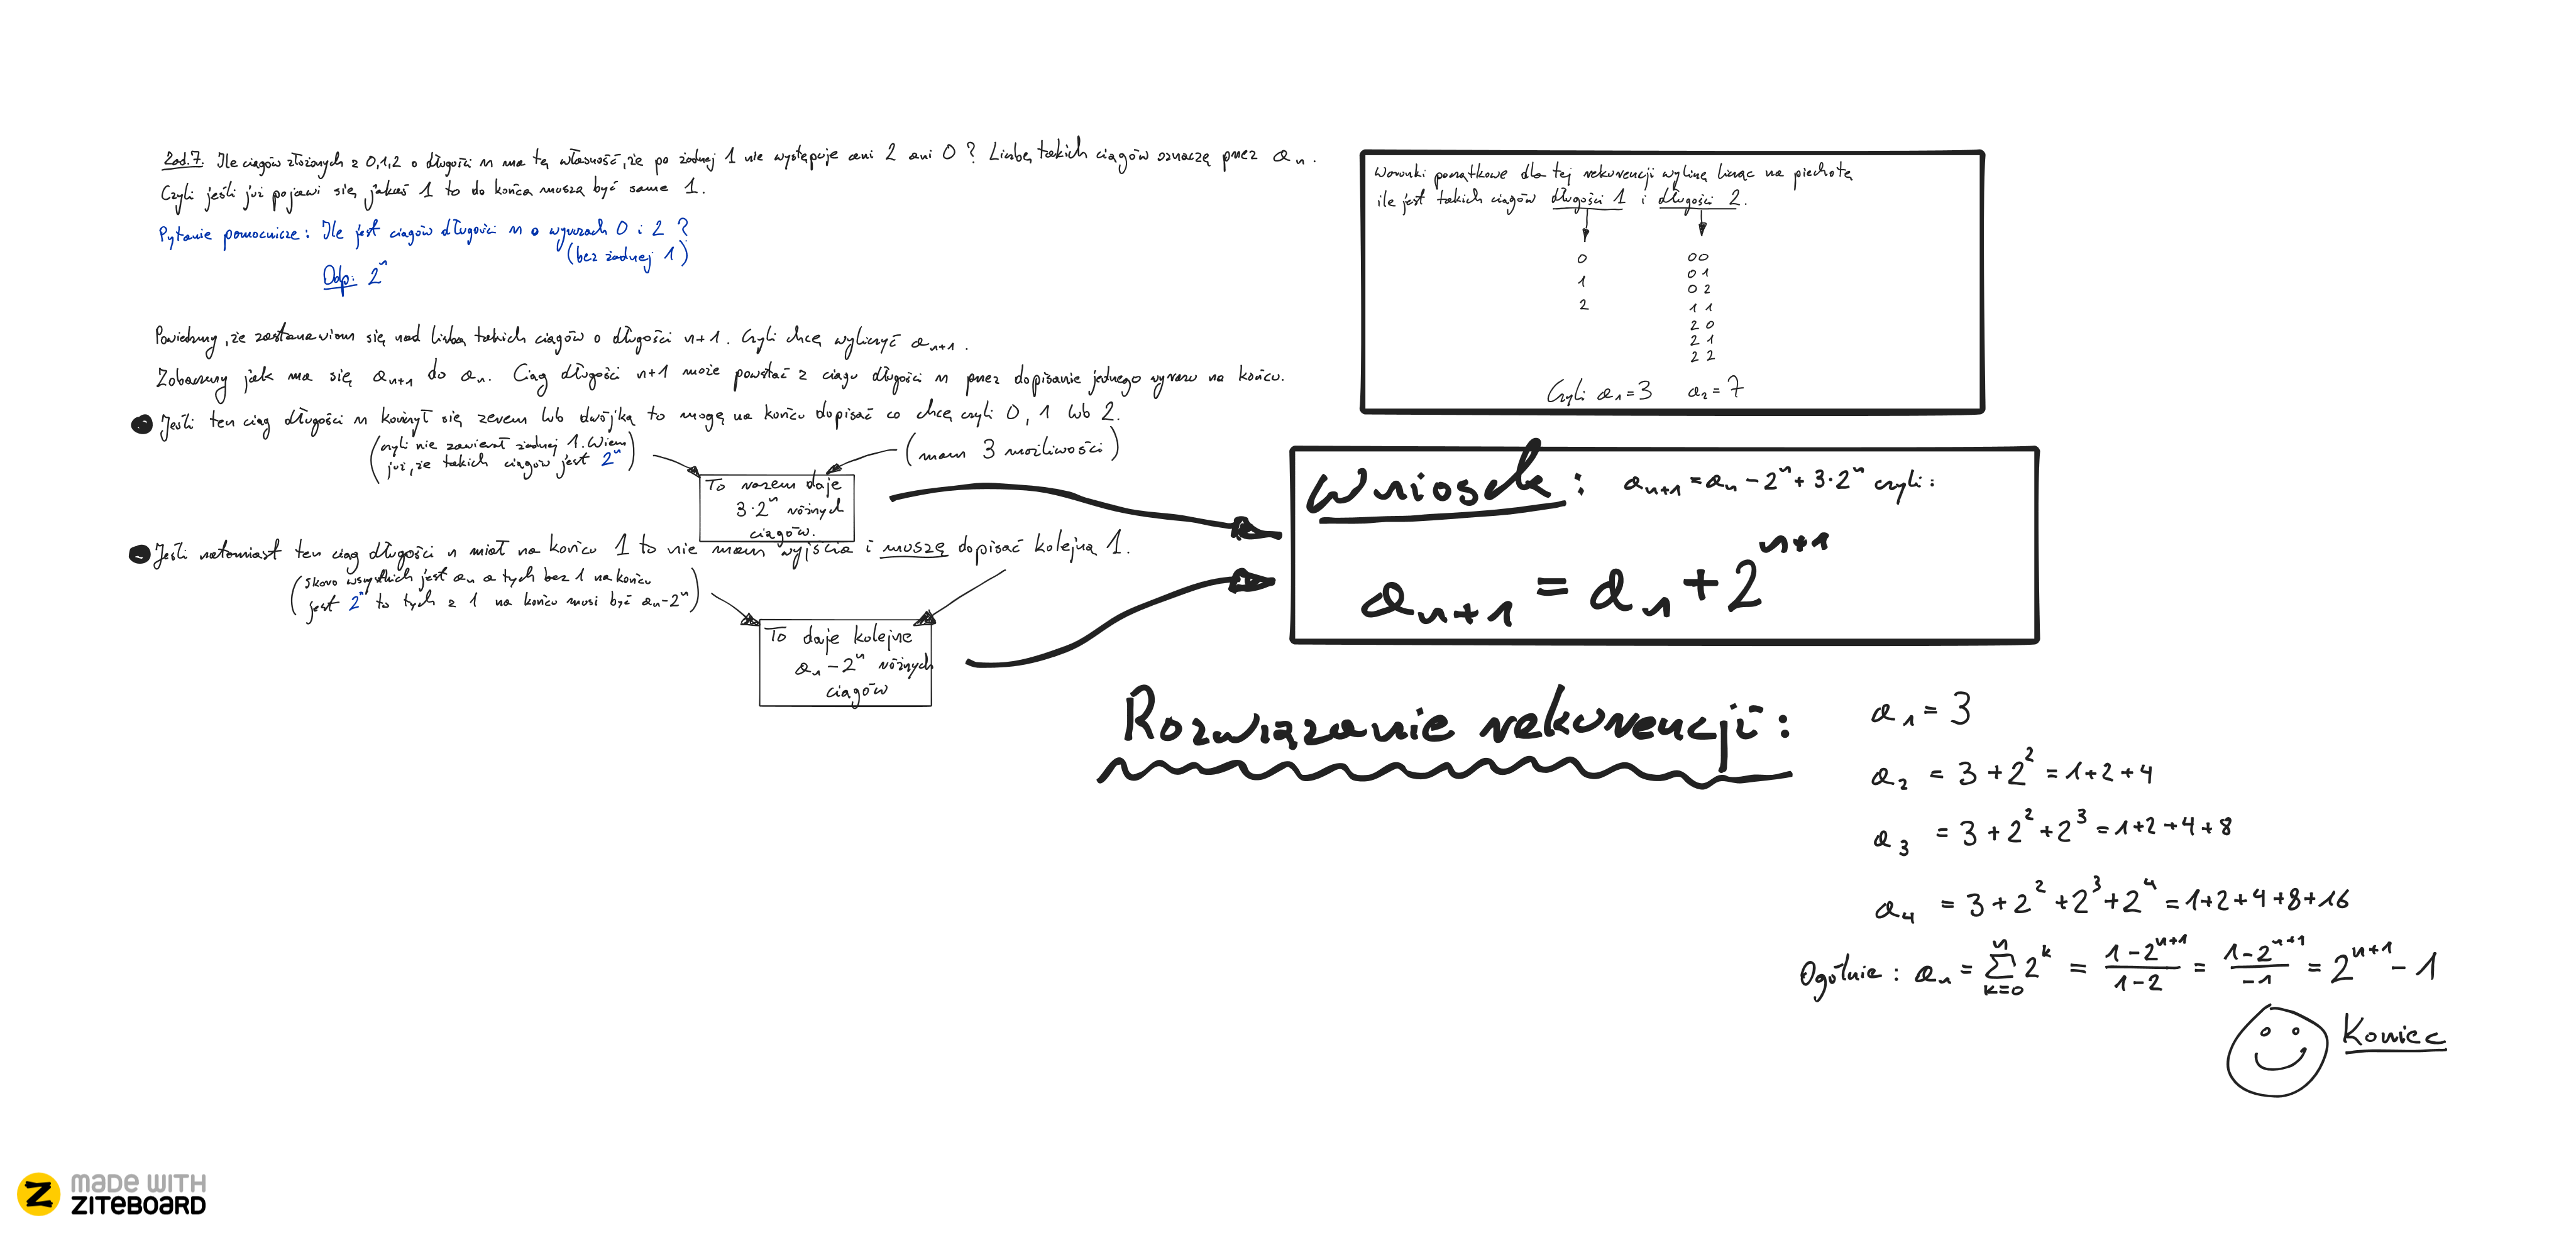 Zad.7. Ile ciągów złożonych z 0,1,2 o długości n ma tę własność, że po żadnej 1 nie występuje ani 2 ani 0? Liczbę takich ciągów oznaczę przez a_n.
Czyli jeśli już pojawi się jakaś 1 to do końca muszą być same 1.
Pytanie pomocnicze: Ile jest ciągów długości n o wyrazach 0 i 2?
(bez żadnej 1)
Odp: 2^n
Powiedzmy, że zastanawiam się nad liczbą takich ciągów o długości n+1. Czyli chcę wyliczyć a_{n+1}.
Zobaczmy jak ma się a_{n+1} do a_n. Ciąg długości n+1 może powstać z ciągu długości n przez dopisanie jednego wyrazu na końcu.
Jeśli ten ciąg długości n kończył się zerem lub dwójką to mogę na końcu dopisać co chcę czyli 0, 1 lub 2.
(czyli nie zawierał żadnej 1. Wiem
już, że takich ciągów jest 2^n)
(mam 3 możliwości)
To razem daje
3·2^n różnych
ciągów.
Jeśli natomiast ten ciąg długości n miał na końcu 1 to nie mam wyjścia i muszę dopisać kolejną 1.
(skoro wszystkich jest a_n a tych bez 1 na końcu
jest 2^n to tych z 1 na końcu musi być a_n-2^n)
To daje kolejne
a_n - 2^n różnych
ciągów
Warunki początkowe dla tej rekurencji wyliczę licząc na piechotę
ile jest takich ciągów długości 1 i długości 2.
0
1
2
00
01
02
11
20
21
22
Czyli a_1 = 3 a_2 = 7
Wniosek: a_{n+1} = a_n - 2^n + 3·2^n czyli:
a_{n+1} = a_n + 2^{n+1}
Rozwiązanie rekurencji:
a_1 = 3
a_2 = 3 + 2^2 = 1+2+4
a_3 = 3 + 2^2 + 2^3 = 1+2+4+8
a_4 = 3 + 2^2 + 2^3 + 2^4 = 1+2+4+8+16
Ogólnie: a_n = \sum_{k=0}^{n} 2^k = \frac{1-2^{n+1}}{1-2} = \frac{1-2^{n+1}}{-1} = 2^{n+1} - 1
Koniec
MADE WITH
ZITEBOARD